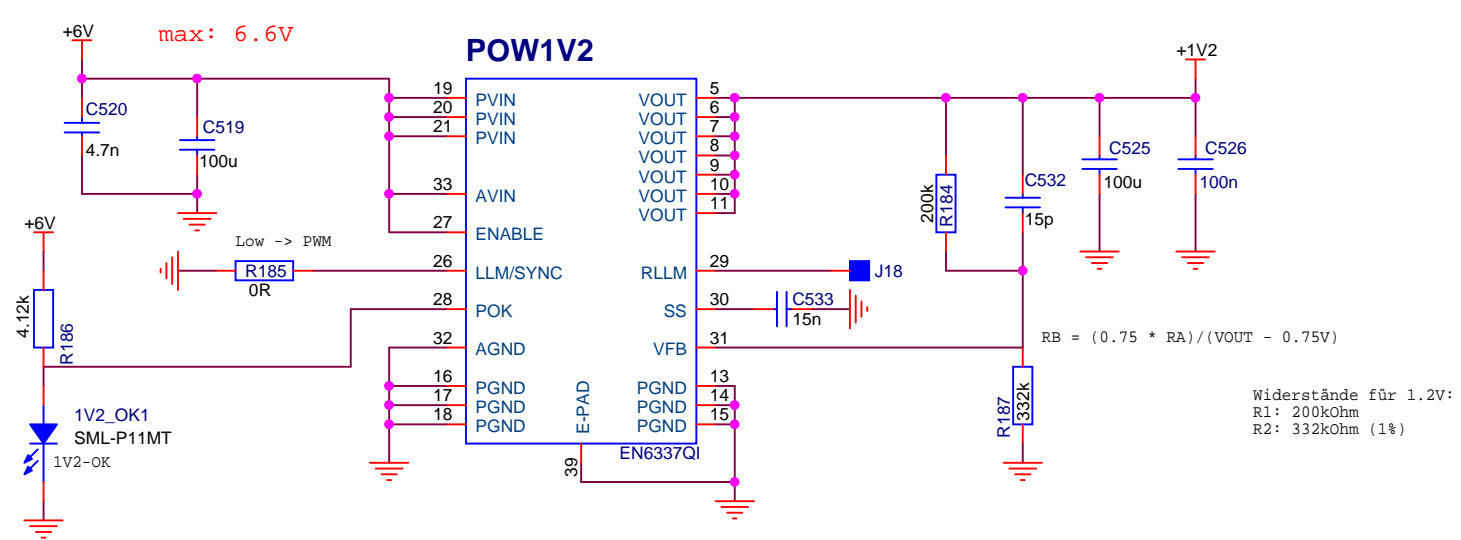 +6V
max: 6.6V
POW1V2
+1V2
C520
4.7n
C519
100u
19 PVIN
20 PVIN
21 PVIN
33 AVIN
27 ENABLE
26 LLM/SYNC
28 POK
32 AGND
16 PGND
17 PGND
18 PGND
VOUT 5
VOUT 6
VOUT 7
VOUT 8
VOUT 9
VOUT 10
VOUT 11
RLLM 29
SS 30
VFB 31
PGND 13
PGND 14
PGND 15
E-PAD
39
EN6337QI
200k
R184
C532
15p
C525
100u
C526
100n
+6V
Low -> PWM
R185
0R
4.12k
R186
1V2_OK1
SML-P11MT
1V2-OK
J18
C533
15n
RB = (0.75 * RA)/(VOUT - 0.75V)
R187
332k
Widerstände für 1.2V:
R1: 200kOhm
R2: 332kOhm (1%)